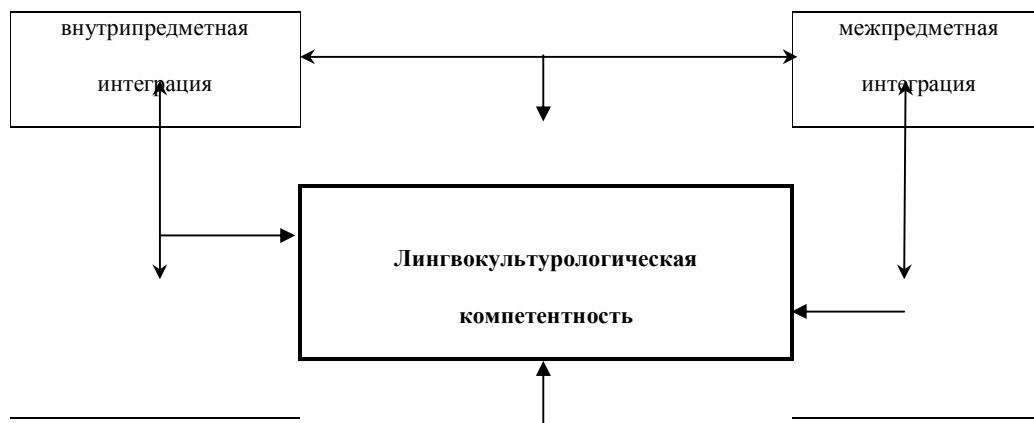 внутрипредметная
интеграция
межпредметная
интеграция
Лингвокультурологическая
компетентность